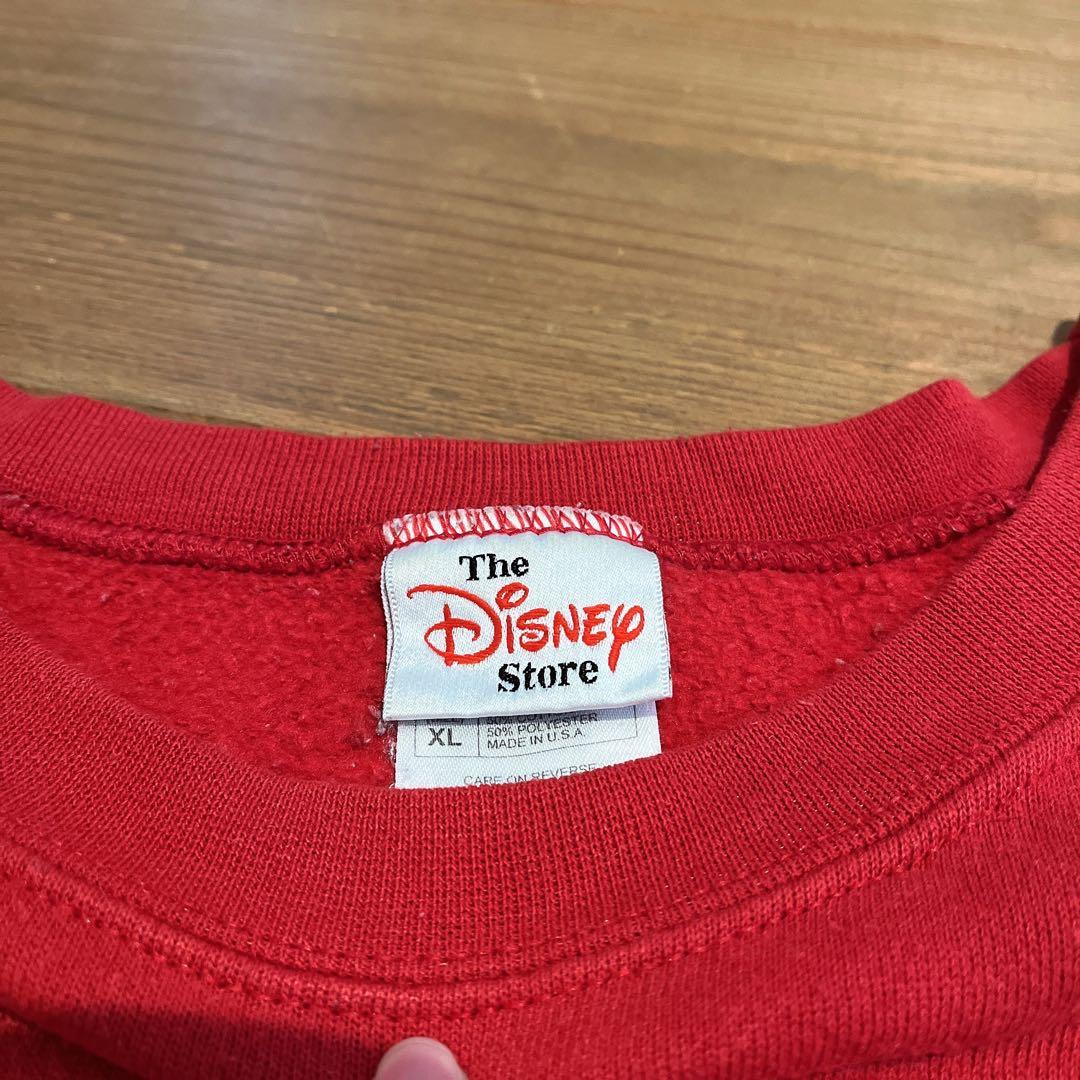 The
Disney
Store
XL
50% POLYESTER
MADE IN U.S.A.
CARE ON REVERSE